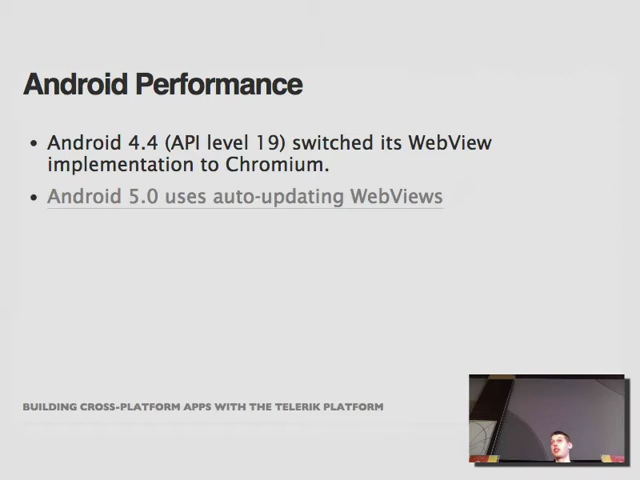 Android Performance
• Android 4.4 (API level 19) switched its WebView
implementation to Chromium.
• Android 5.0 uses auto-updating WebViews
BUILDING CROSS-PLATFORM APPS WITH THE TELERIK PLATFORM